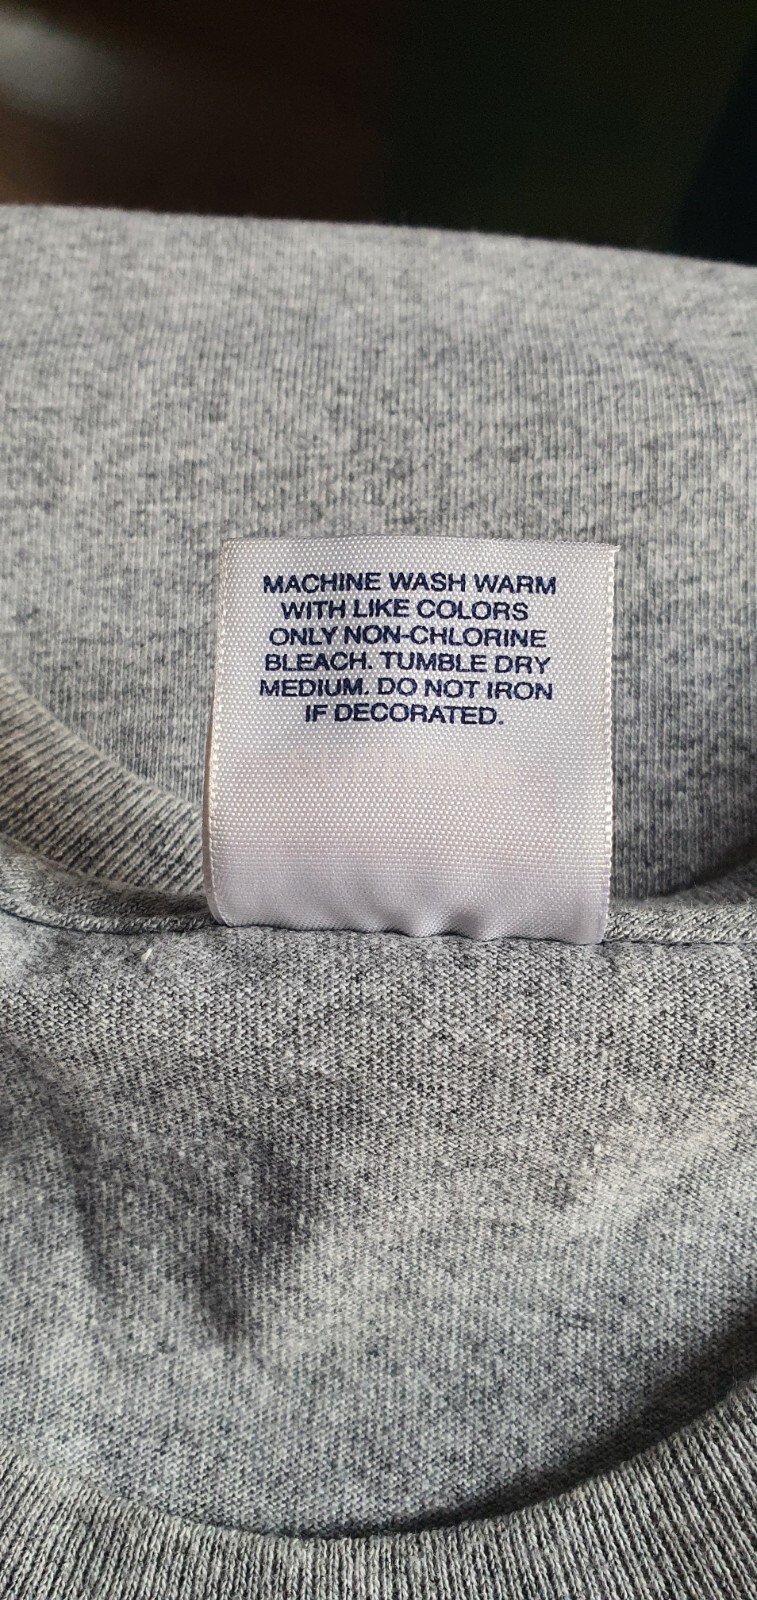 MACHINE WASH WARM
WITH LIKE COLORS
ONLY NON-CHLORINE
BLEACH. TUMBLE DRY
MEDIUM. DO NOT IRON
IF DECORATED.